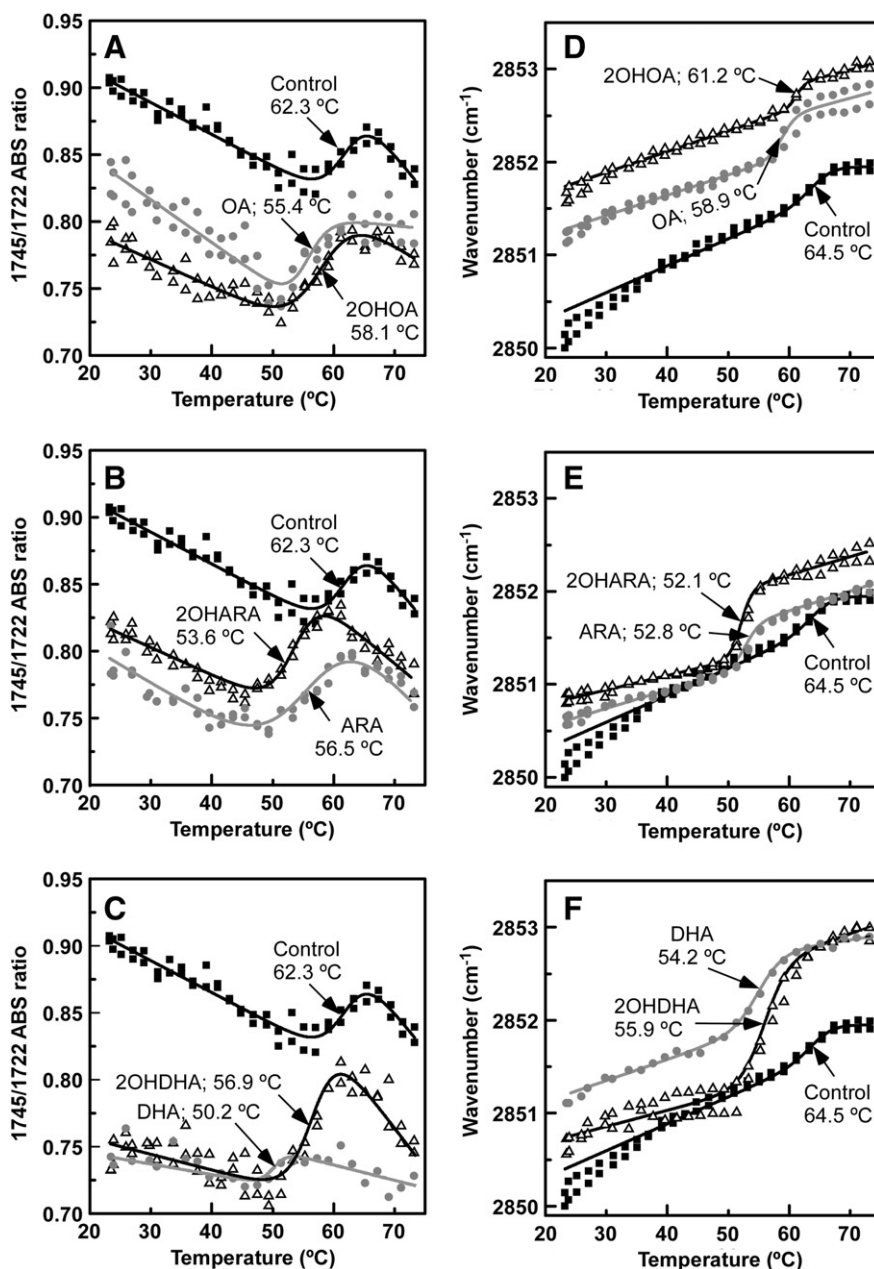 A
1745/1722 ABS ratio
0.95
0.90
0.85
0.80
0.75
0.70
Control
62.3 ºC
OA; 55.4 ºC
2OHOA
58.1 ºC
20 30 40 50 60 70
Temperature (ºC)
D
Wavenumber (cm-1)
2853
2852
2851
2850
2OHOA; 61.2 ºC
OA; 58.9 ºC
Control
64.5 ºC
20 30 40 50 60 70
Temperature (ºC)
B
1745/1722 ABS ratio
0.95
0.90
0.85
0.80
0.75
0.70
Control
62.3 ºC
2OHARA
53.6 ºC
ARA
56.5 ºC
20 30 40 50 60 70
Temperature (ºC)
E
Wavenumber (cm-1)
2853
2852
2851
2850
2OHARA; 52.1 ºC
ARA; 52.8 ºC
Control
64.5 ºC
20 30 40 50 60 70
Temperature (ºC)
C
1745/1722 ABS ratio
0.95
0.90
0.85
0.80
0.75
0.70
Control
62.3 ºC
2OHDHA; 56.9 ºC
DHA; 50.2 ºC
20 30 40 50 60 70
Temperature (ºC)
F
Wavenumber (cm-1)
2853
2852
2851
2850
DHA
54.2 ºC
2OHDHA
55.9 ºC
Control
64.5 ºC
20 30 40 50 60 70
Temperature (ºC)